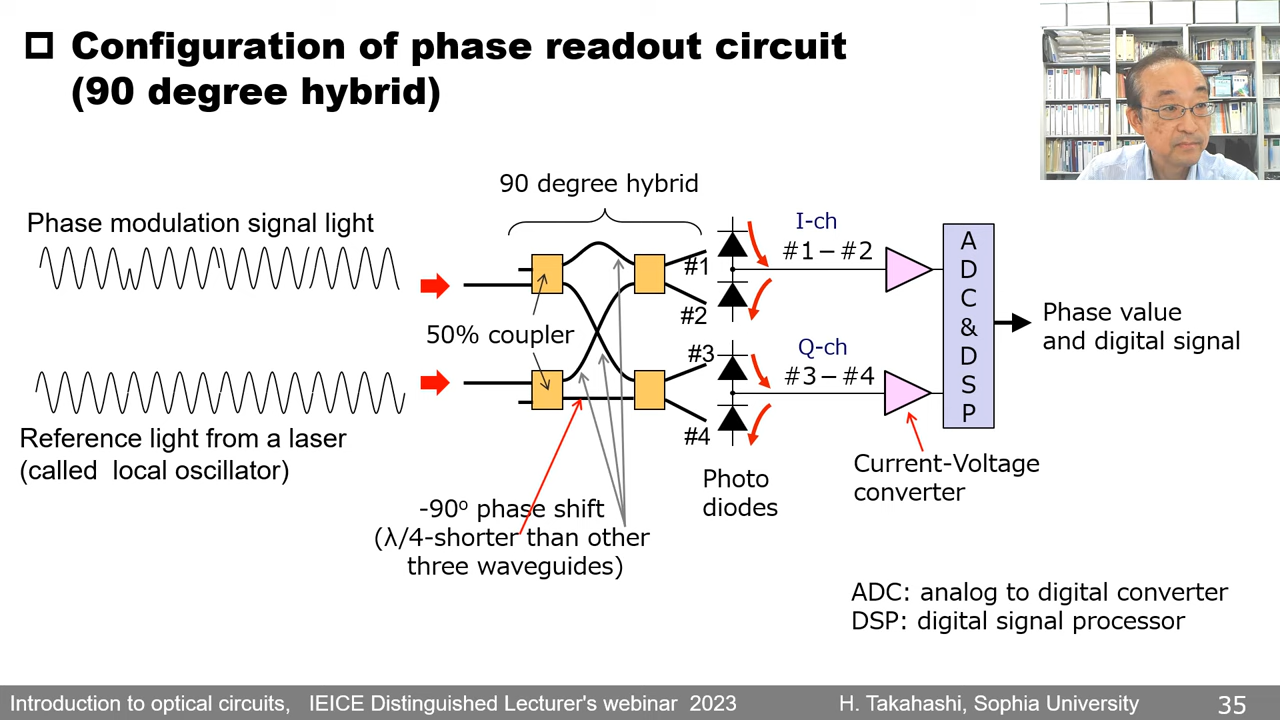 Configuration of phase readout circuit
(90 degree hybrid)
90 degree hybrid
Phase modulation signal light
I-ch
#1－#2
#1
#2
50% coupler
Q-ch
#3－#4
#3
#4
A
D
C
&
D
S
P
Phase value
and digital signal
Reference light from a laser
(called local oscillator)
Photo
diodes
Current-Voltage
converter
-90º phase shift
(λ/4-shorter than other
three waveguides)
ADC: analog to digital converter
DSP: digital signal processor
Introduction to optical circuits, IEICE Distinguished Lecturer's webinar 2023
H. Takahashi, Sophia University
35